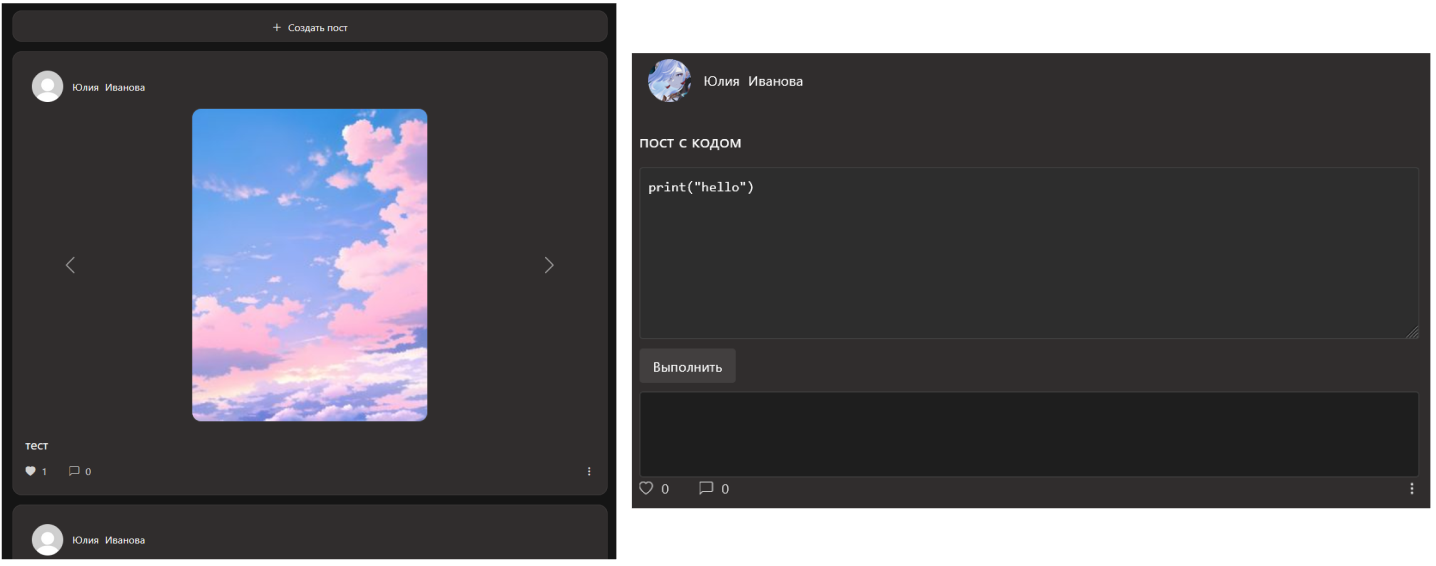 + Создать пост
Юлия Иванова
тест
1 0
Юлия Иванова
Юлия Иванова
пост с кодом
print("hello")
Выполнить
0 0